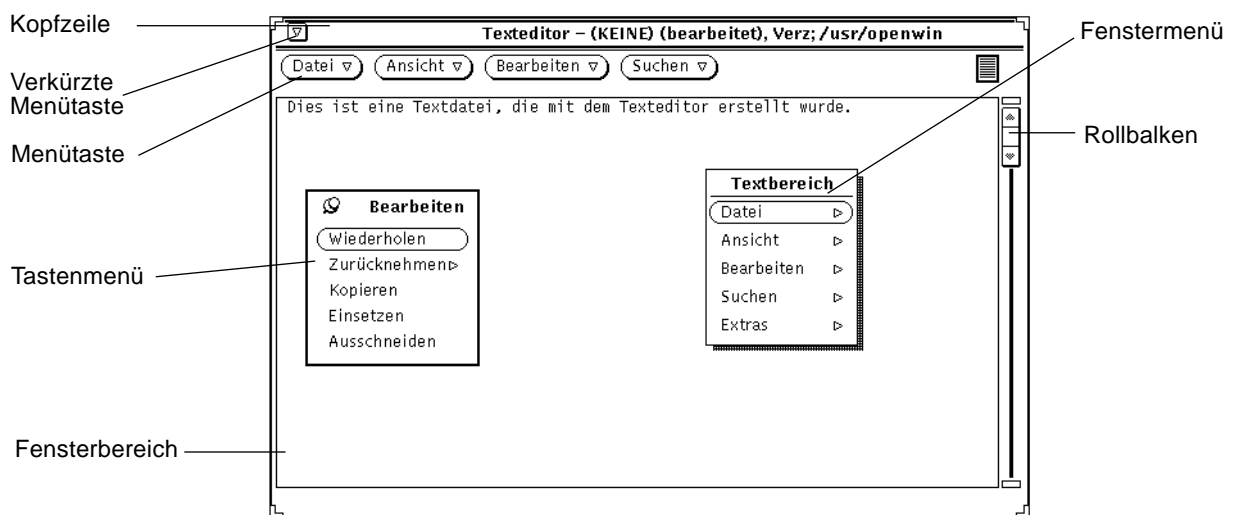 Kopfzeile
Texteditor – (KEINE) (bearbeitet), Verz; /usr/openwin
Fenstermenü
Verkürzte
Menütaste
Datei Ansicht Bearbeiten Suchen
Dies ist eine Textdatei, die mit dem Texteditor erstellt wurde.
Menütaste
Rollbalken
Bearbeiten
Wiederholen
Zurücknehmen
Kopieren
Einsetzen
Ausschneiden
Textbereich
Datei
Ansicht
Bearbeiten
Suchen
Extras
Tastenmenü
Fensterbereich